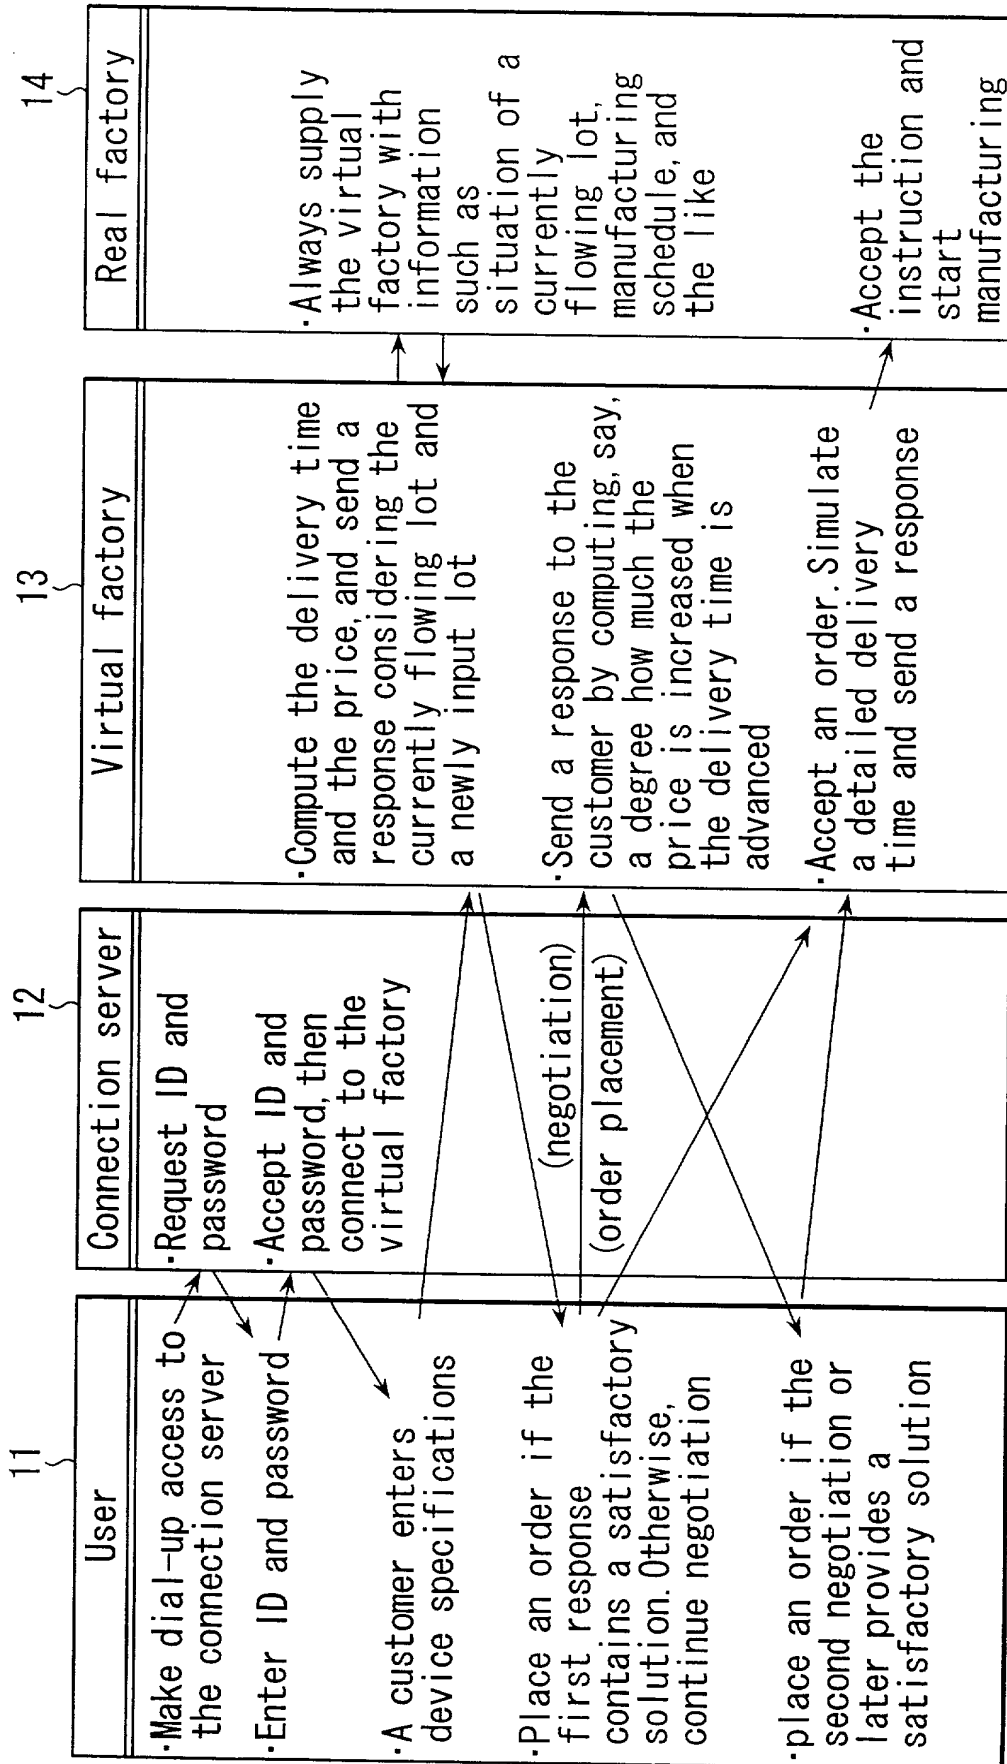 11
User
·Make dial-up access to
the connection server
·Enter ID and password
·A customer enters
device specifications
·Place an order if the
first response
contains a satisfactory
solution.Otherwise,
continue negotiation
·place an order if the
second negotiation or
later provides a
satisfactory solution
12
Connection server
·Request ID and
password
·Accept ID and
password,then
connect to the
virtual factory
(negotiation)
(order placement)
13
Virtual factory
·Compute the delivery time
and the price,and send a
response considering the
currently flowing lot and
a newly input lot
·Send a response to the
customer by computing,say,
a degree how much the
price is increased when
the delivery time is
advanced
·Accept an order.Simulate
a detailed delivery
time and send a response
14
Real factory
·Always supply
the virtual
factory with
information
such as
situation of a
currently
flowing lot,
manufacturing
schedule,and
the like
·Accept the
instruction and
start
manufacturing